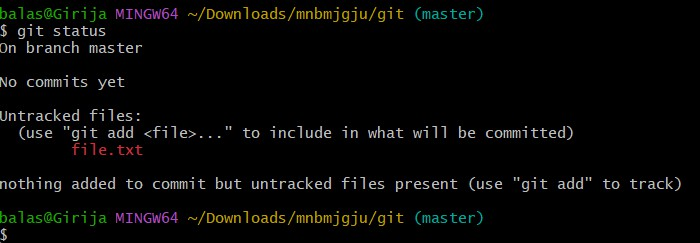 balas@Girija MINGW64 ~/Downloads/mnbmjgju/git (master)
$ git status
On branch master
No commits yet
Untracked files:
  (use "git add <file>..." to include in what will be committed)
        file.txt
nothing added to commit but untracked files present (use "git add" to track)
balas@Girija MINGW64 ~/Downloads/mnbmjgju/git (master)
$